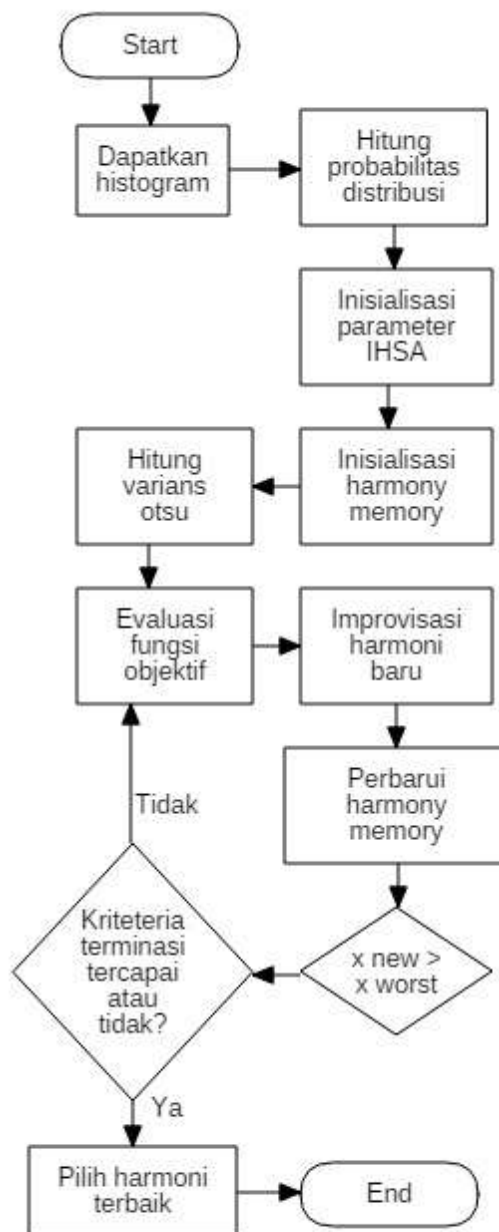 Start
Dapatkan
histogram
Hitung
probabilitas
distribusi
Inisialisasi
parameter
IHSA
Inisialisasi
harmony
memory
Hitung
varians
otsu
Evaluasi
fungsi
objektif
Improvisasi
harmoni
baru
Perbarui
harmony
memory
x new >
x worst
Kriteteria
terminasi
tercapai
atau
tidak?
Tidak
Ya
Pilih harmoni
terbaik
End